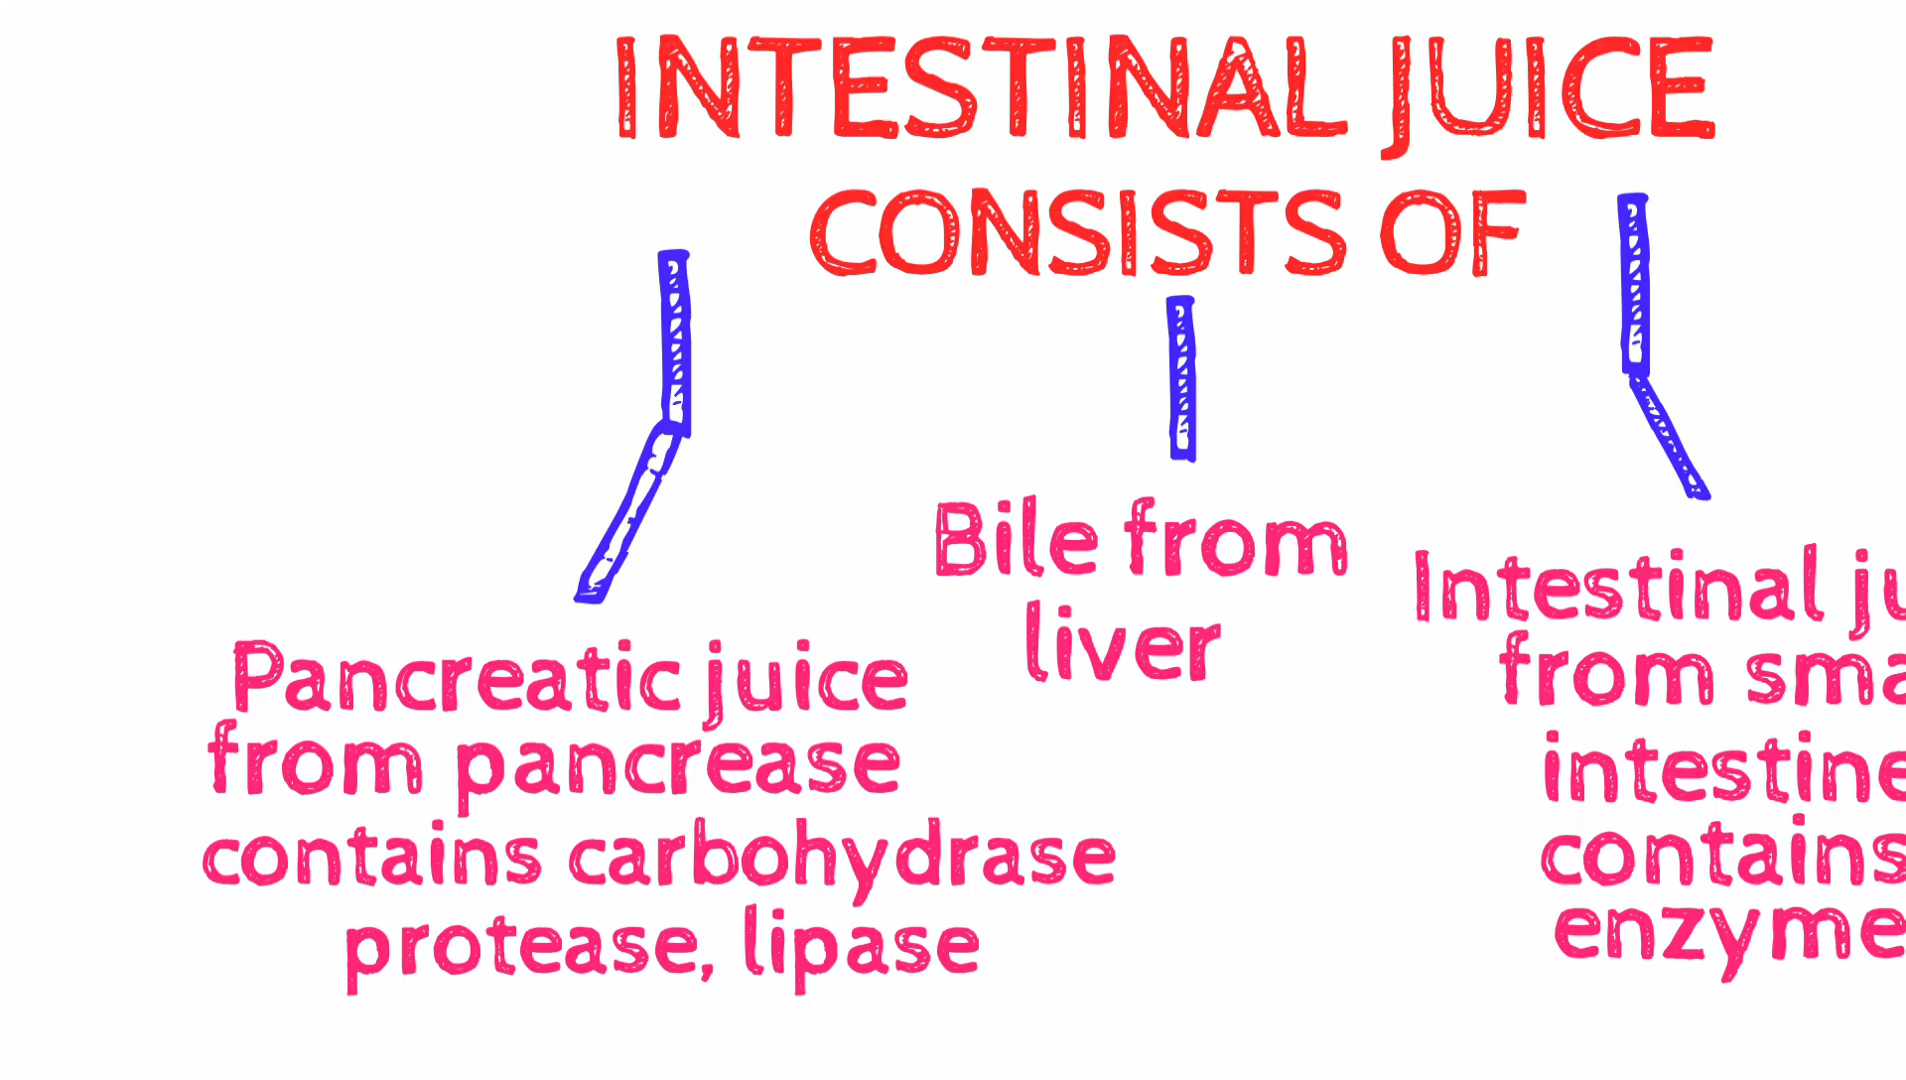 INTESTINAL JUICE
CONSISTS OF
Pancreatic juice
from pancrease
contains carbohydrase
protease, lipase
Bile from
liver
Intestinal
from
intestine
contains
enzyme